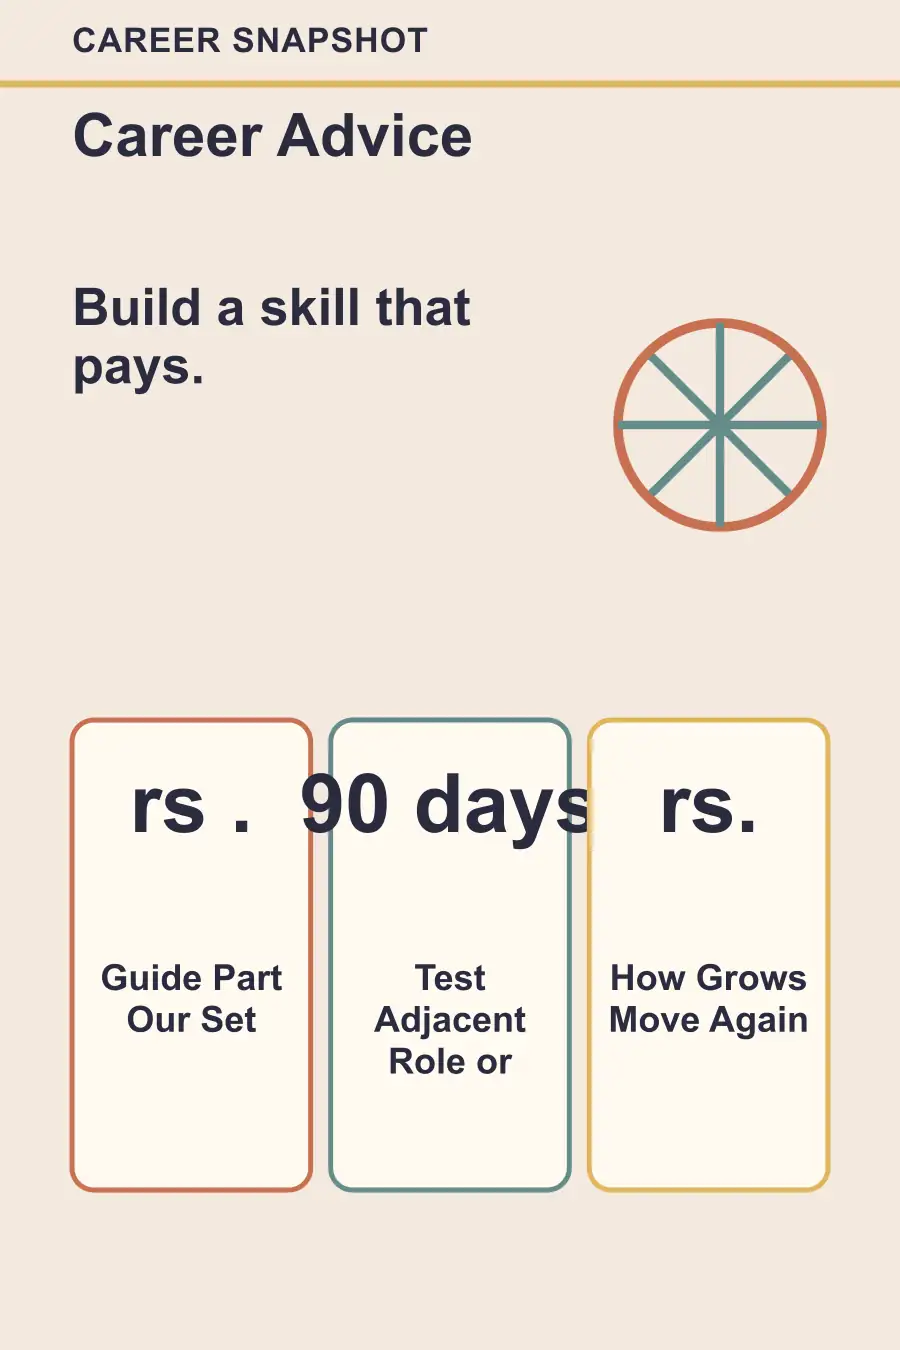 CAREER SNAPSHOT
Career Advice
Build a skill that
pays.
rs .
90 days
rs.
Guide Part
Our Set
Test
Adjacent
Role or
How Grows
Move Again